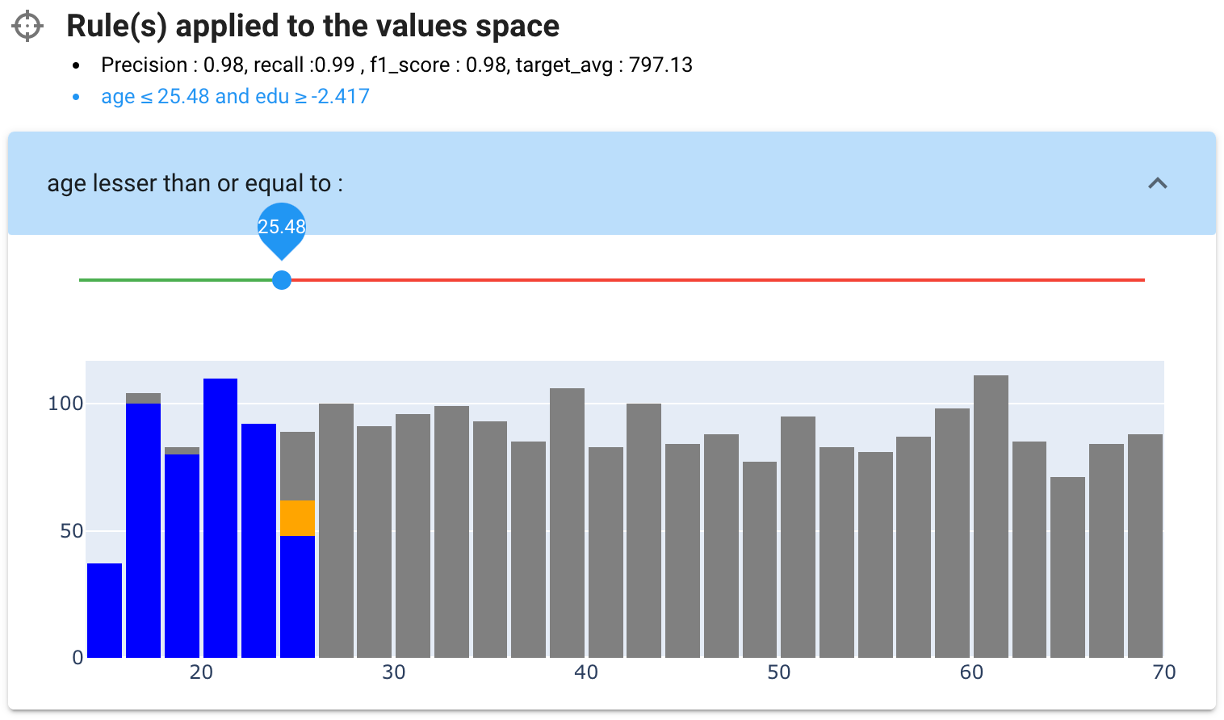 Rule(s) applied to the values space
Precision : 0.98, recall :0.99 , f1_score : 0.98, target_avg : 797.13
age ≤ 25.48 and edu ≥ -2.417
age lesser than or equal to :
25.48
100
50
0
20 30 40 50 60 70